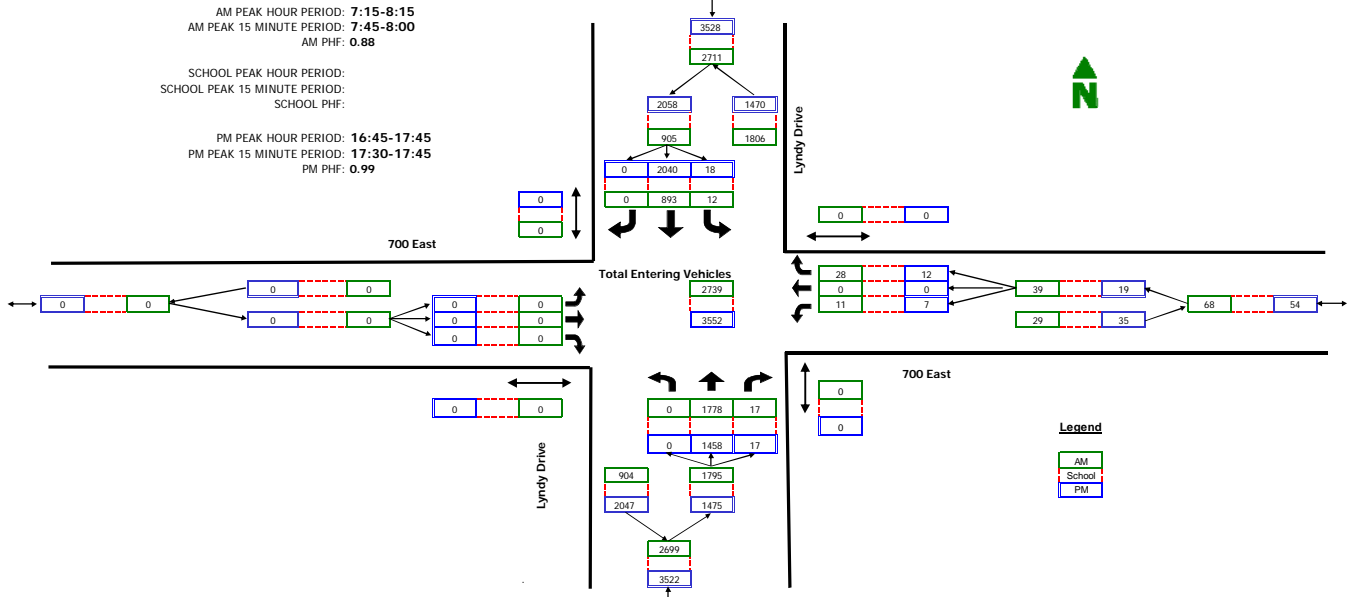 AM PEAK HOUR PERIOD: 7:15-8:15
AM PEAK 15 MINUTE PERIOD: 7:45-8:00
AM PHF: 0.88
SCHOOL PEAK HOUR PERIOD:
SCHOOL PEAK 15 MINUTE PERIOD:
SCHOOL PHF:
PM PEAK HOUR PERIOD: 16:45-17:45
PM PEAK 15 MINUTE PERIOD: 17:30-17:45
PM PHF: 0.99
3528
2711
2058 1470
905 1806
0 2040 18
0 893 12
Lyndy Drive
N
0
0
0 0
700 East
Total Entering Vehicles
2739
3552
0 0
0 0
0 0
0 0
0 0
0 0
28 12
0 0
11 7
39 19
29 35
68 54
700 East
0 0
0
0
0 1778 17
0 1458 17
904 1795
2047 1475
2699
3522
Lyndy Drive
Legend
AM
School
PM